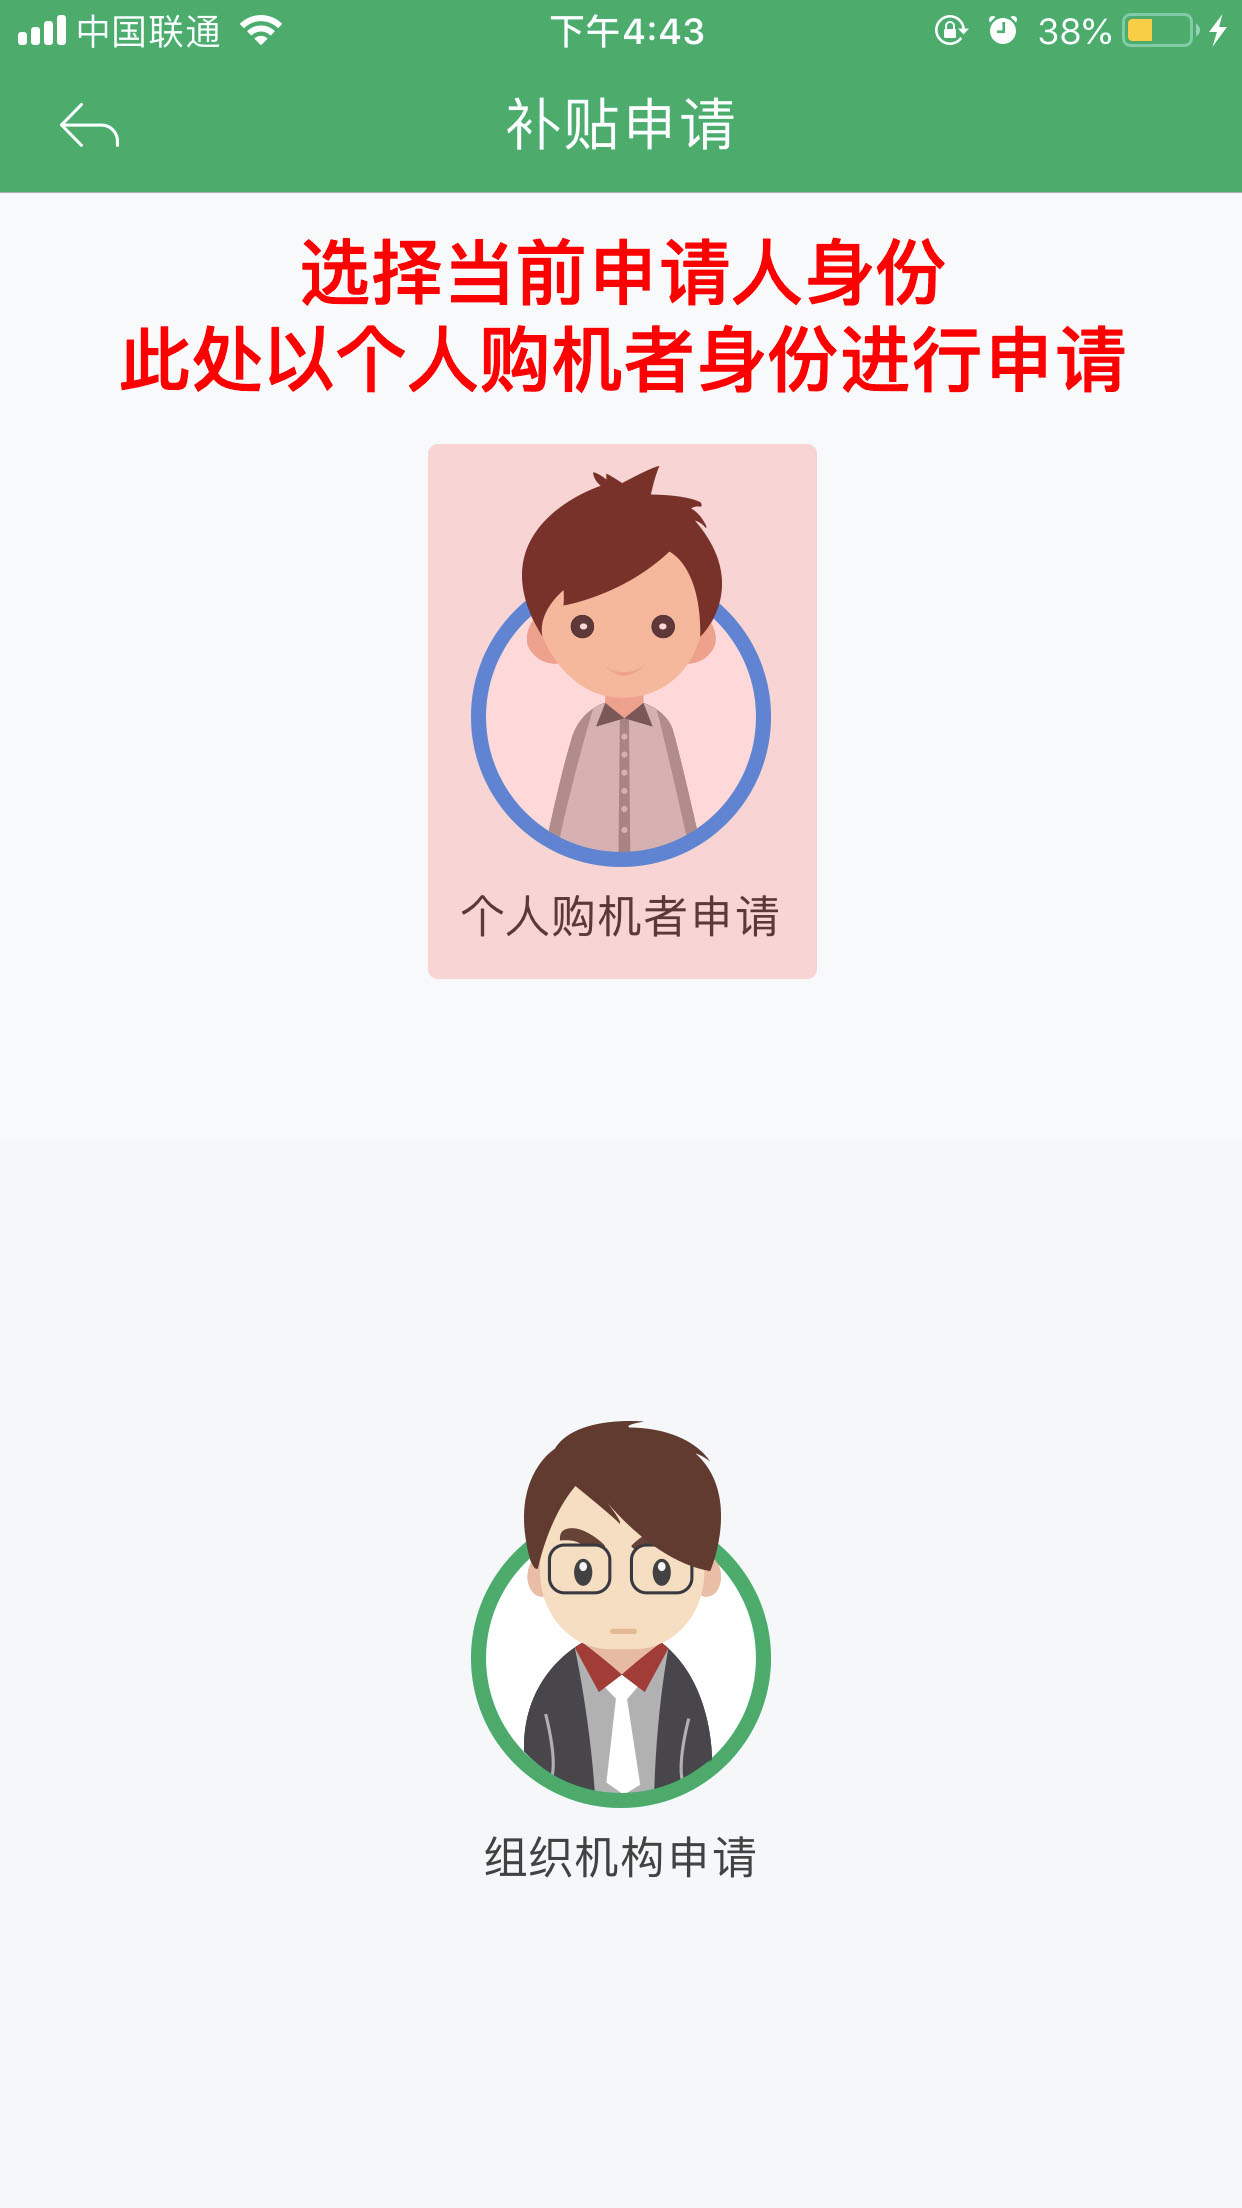 中国联通 下午4:43 38%
补贴申请
选择当前申请人身份
此处以个人购机者身份进行申请
个人购机者申请
组织机构申请